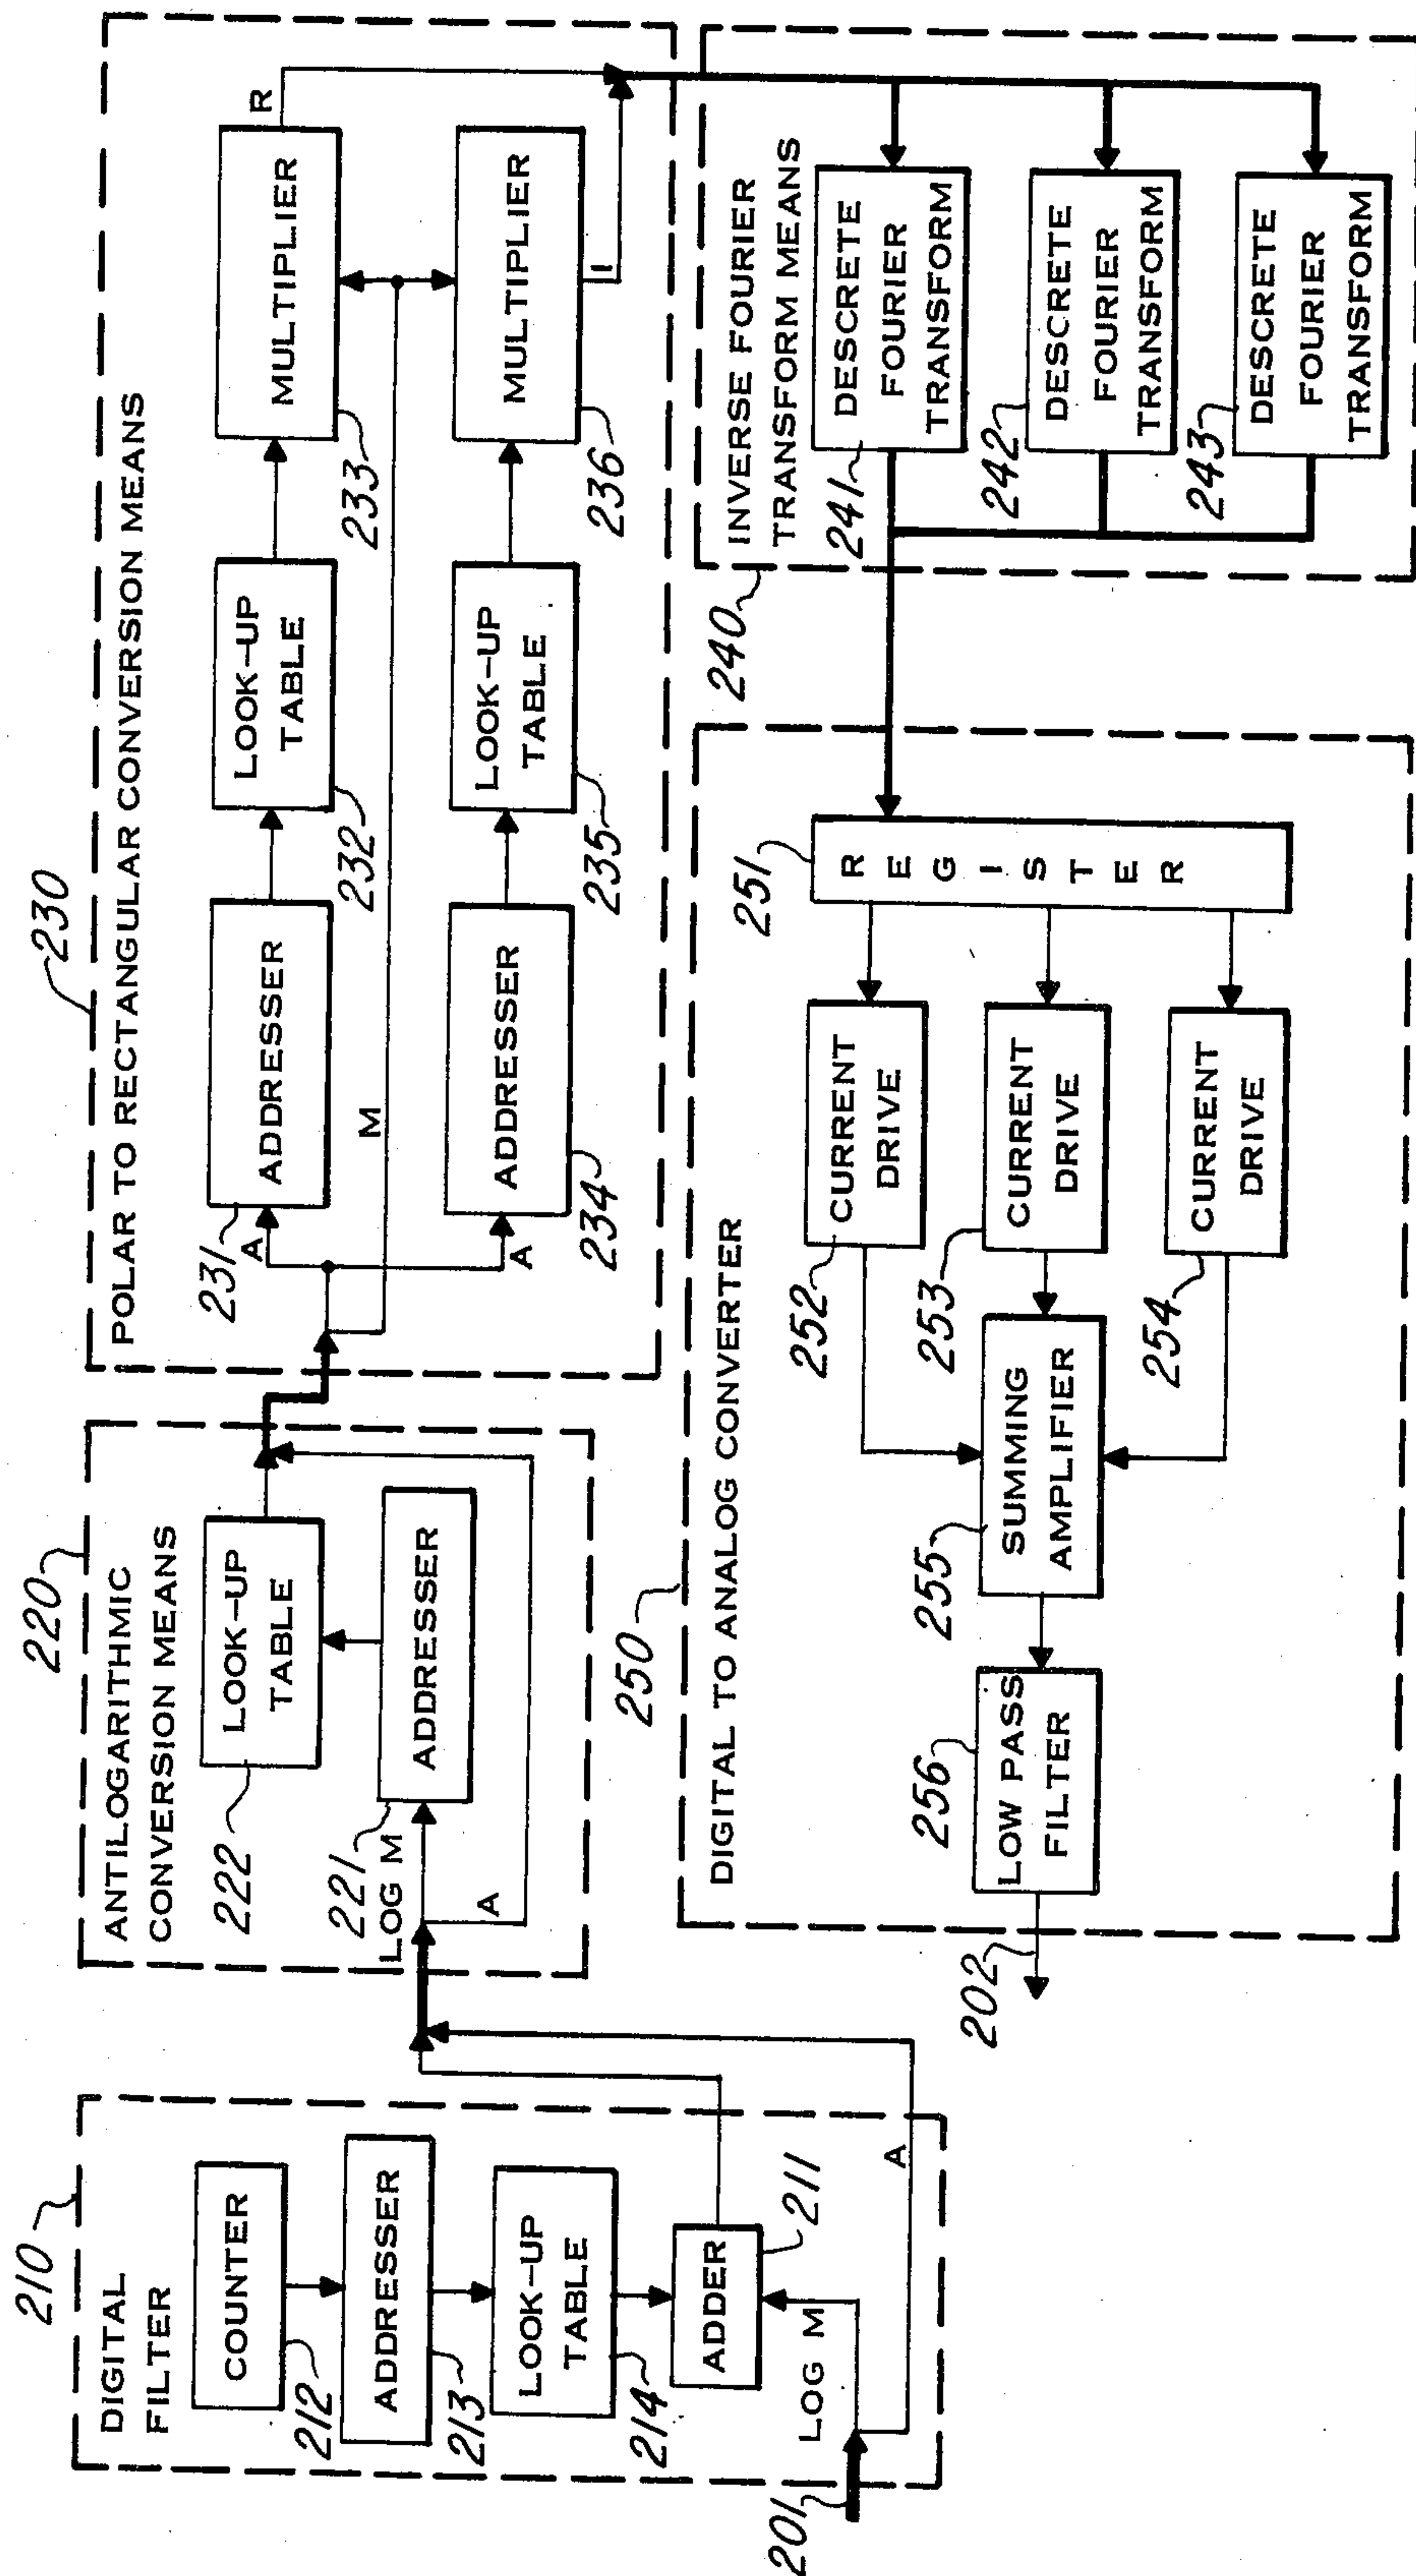 210
DIGITAL
FILTER
COUNTER
212
ADDRESSER
213
LOOK-UP
TABLE
214
ADDER
211
LOG M
A
201
220
ANTILOGARITHMIC
CONVERSION MEANS
LOOK-UP
TABLE
222
ADDRESSER
221
LOG M
A
230
POLAR TO RECTANGULAR CONVERSION MEANS
A
231
ADDRESSER
LOOK-UP
TABLE
232
MULTIPLIER
233
R
M
A
ADDRESSER
234
LOOK-UP
TABLE
235
MULTIPLIER
236
I
240
INVERSE FOURIER
TRANSFORM MEANS
DESCRETE
FOURIER
TRANSFORM
241
DESCRETE
FOURIER
TRANSFORM
242
DESCRETE
FOURIER
TRANSFORM
243
250
DIGITAL TO ANALOG CONVERTER
REGISTER
251
CURRENT
DRIVE
252
CURRENT
DRIVE
253
CURRENT
DRIVE
254
SUMMING
AMPLIFIER
255
LOW PASS
FILTER
256
202